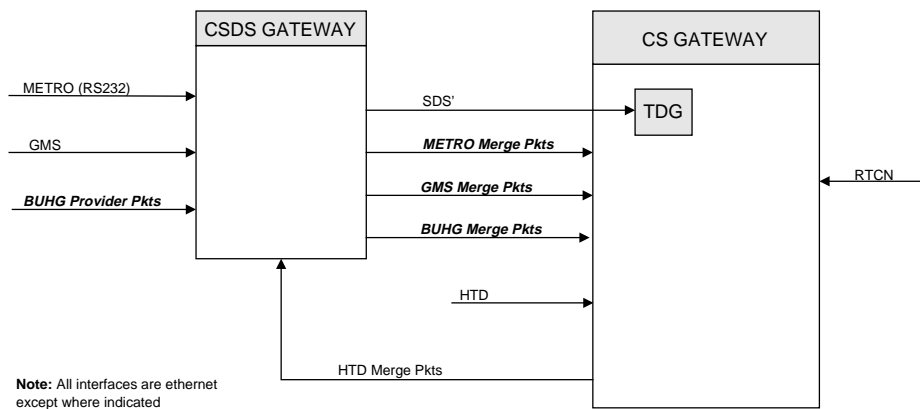 CSDS GATEWAY
CS GATEWAY
METRO (RS232)
SDS'
TDG
GMS
METRO Merge Pkts
RTCN
BUHG Provider Pkts
GMS Merge Pkts
BUHG Merge Pkts
HTD
HTD Merge Pkts
Note: All interfaces are ethernet
except where indicated